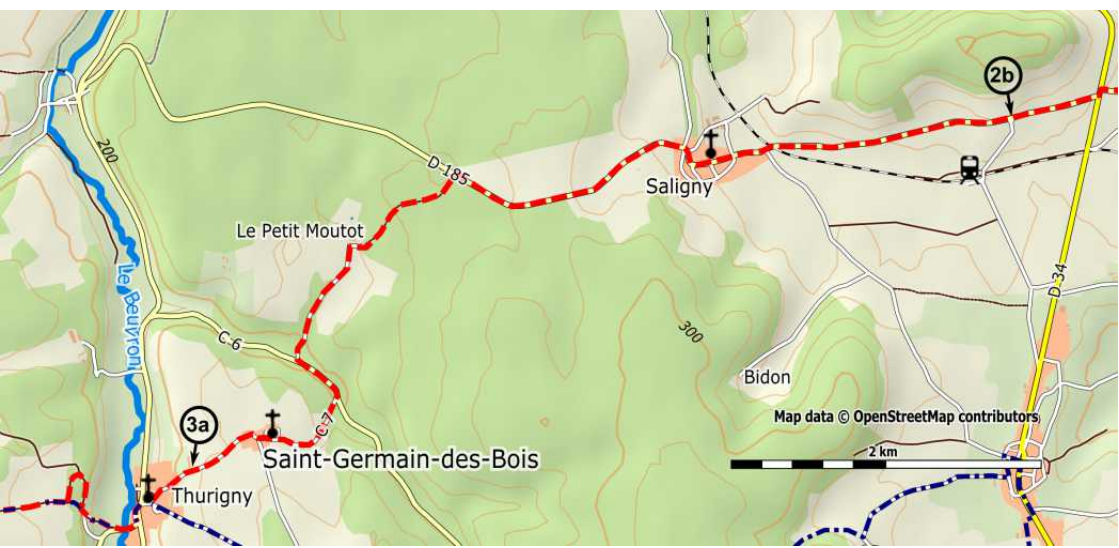 2b
200
D 185
Saligny
Le Petit Moutot
D 34
Le Beuvron
C 6
300
Bidon
3a
C 7
Map data © OpenStreetMap contributors
2 km
Saint-Germain-des-Bois
Thurigny